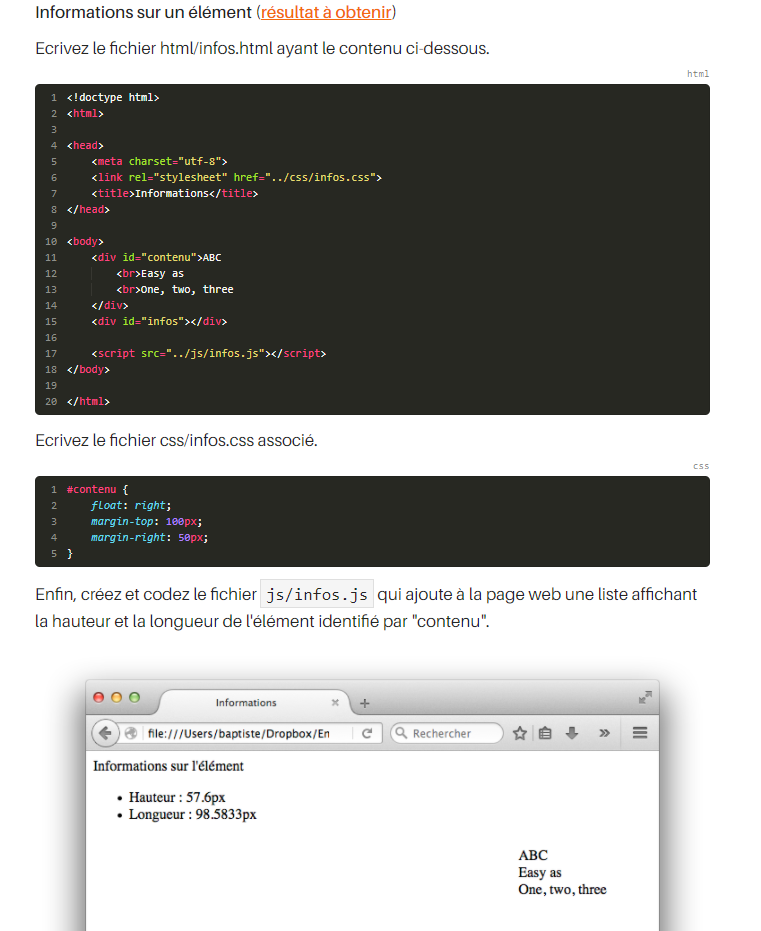 Informations sur un élément (résultat à obtenir)
Ecrivez le fichier html/infos.html ayant le contenu ci-dessous.
html
1 <!doctype html>
2 <html>
3
4 <head>
5 <meta charset="utf-8">
6 <link rel="stylesheet" href="../css/infos.css">
7 <title>Informations</title>
8 </head>
9
10 <body>
11 <div id="contenu">ABC
12 <br>Easy as
13 <br>One, two, three
14 </div>
15 <div id="infos"></div>
16
17 <script src="../js/infos.js"></script>
18 </body>
19
20 </html>
Ecrivez le fichier css/infos.css associé.
css
1 #contenu {
2 float: right;
3 margin-top: 100px;
4 margin-right: 50px;
5 }
Enfin, créez et codez le fichier js/infos.js qui ajoute à la page web une liste affichant
la hauteur et la longueur de l'élément identifié par "contenu".
Informations
file:///Users/baptiste/Dropbox/En
Rechercher
Informations sur l'élément
• Hauteur : 57.6px
• Longueur : 98.5833px
ABC
Easy as
One, two, three